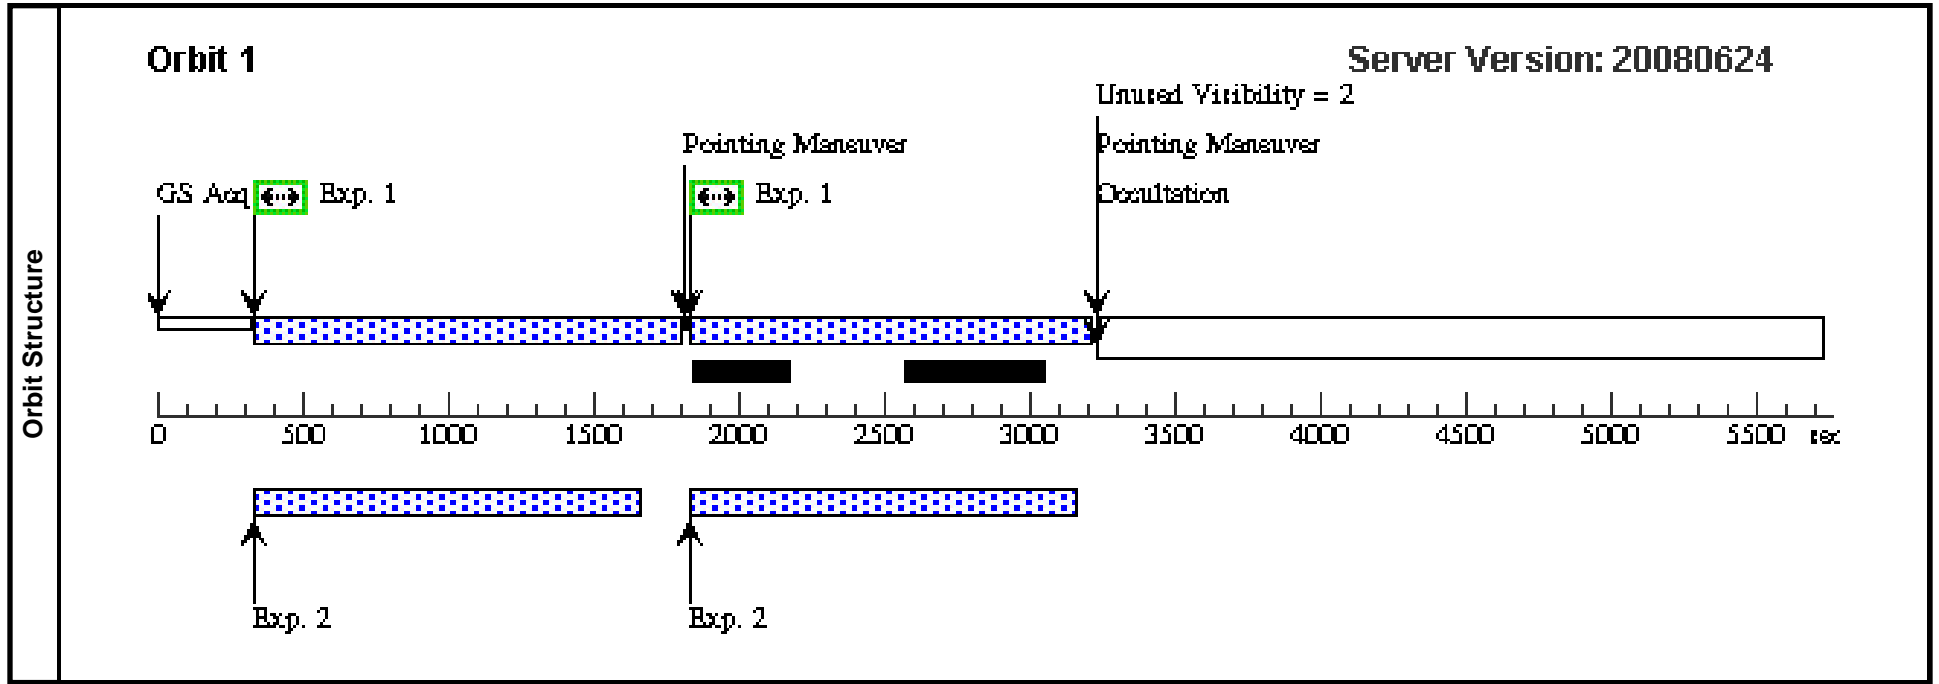 Orbit Structure
Orbit 1
Server Version: 20080624
Unused Visibility = 2
Pointing Maneuver
Pointing Maneuver
GS Acq
Exp. 1
Exp. 1
Occultation
0 500 1000 1500 2000 2500 3000 3500 4000 4500 5000 5500 sec
Exp. 2
Exp. 2